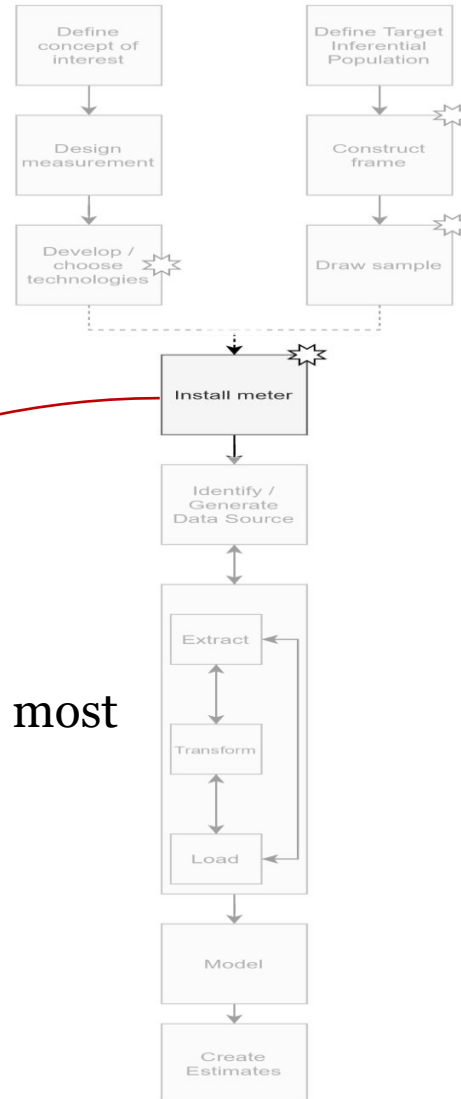 Define
concept of
interest
Define Target
Inferential
Population
Design
measurement
Construct
frame
Develop /
choose
technologies
Draw sample
Install meter
Identify /
Generate
Data Source
Extract
most
Transform
Load
Model
Create
Estimates